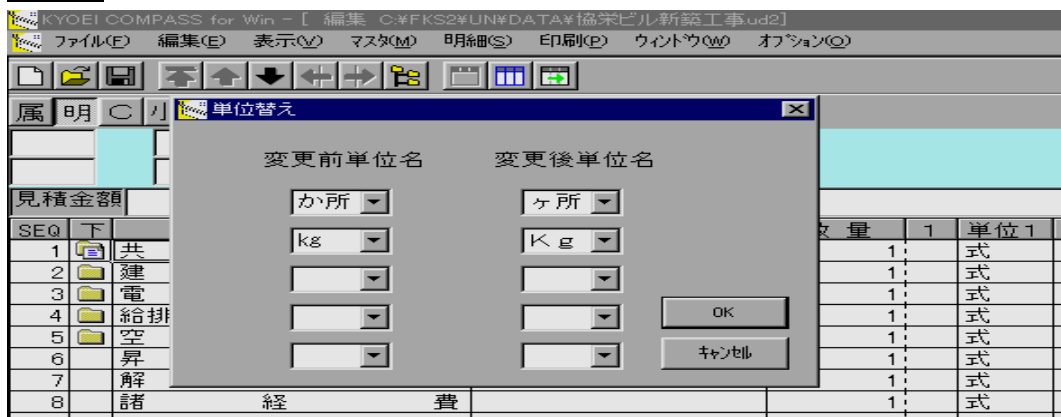 KYOEI COMPASS for Win - [ 編集 C:¥FKS2¥UN¥DATA¥協栄ビル新築工事.ud2]
ファイル(F) 編集(E) 表示(V) マスタ(M) 明細(S) 印刷(P) ウィンドウ(W) オプション(O)
属 明 C
単位替え
変更前単位名 変更後単位名
か所 ヶ所
kg Kg
OK
キャンセル
見積金額
SEQ 下 数 量 1 単位1
1 共 1 式
2 建 1 式
3 電 1 式
4 給排 1 式
5 空 1 式
6 昇 1 式
7 解 1 式
8 諸 経 費 1 式